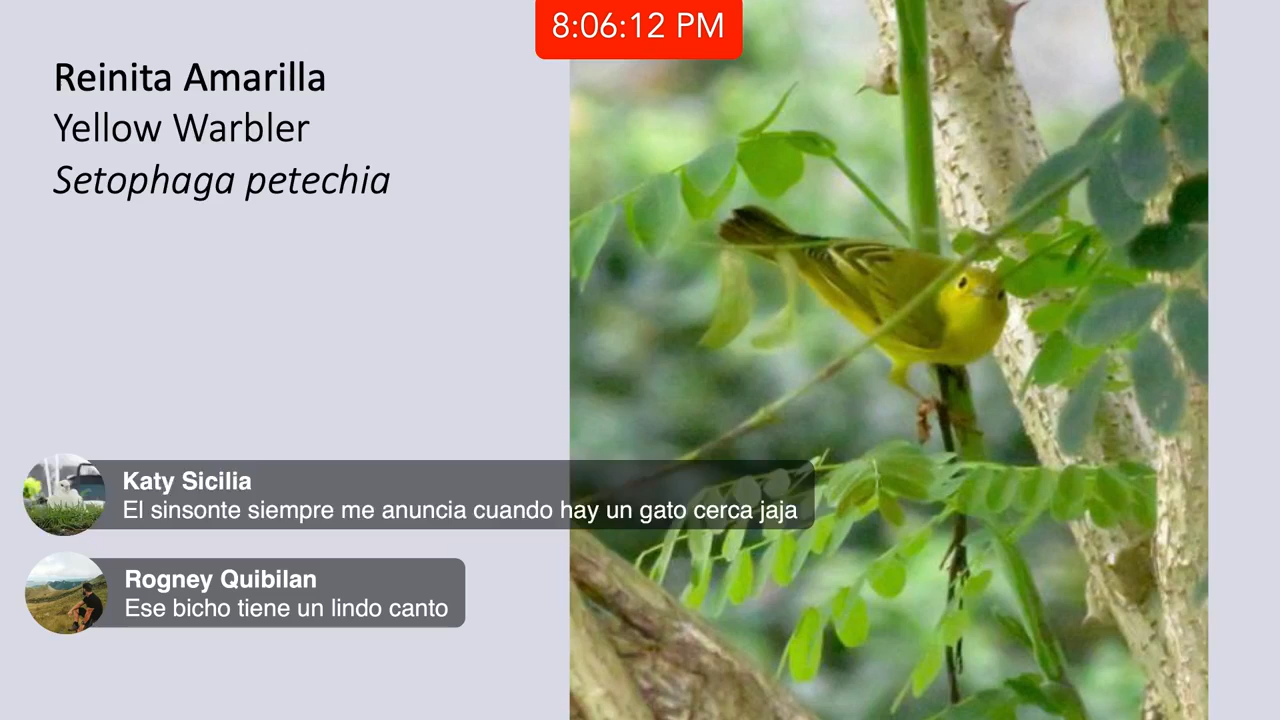 8:06:12 PM
Reinita Amarilla
Yellow Warbler
Setophaga petechia
Katy Sicilia
El sinsonte siempre me anuncia cuando hay un gato cerca jaja
Rogney Quibilan
Ese bicho tiene un lindo canto